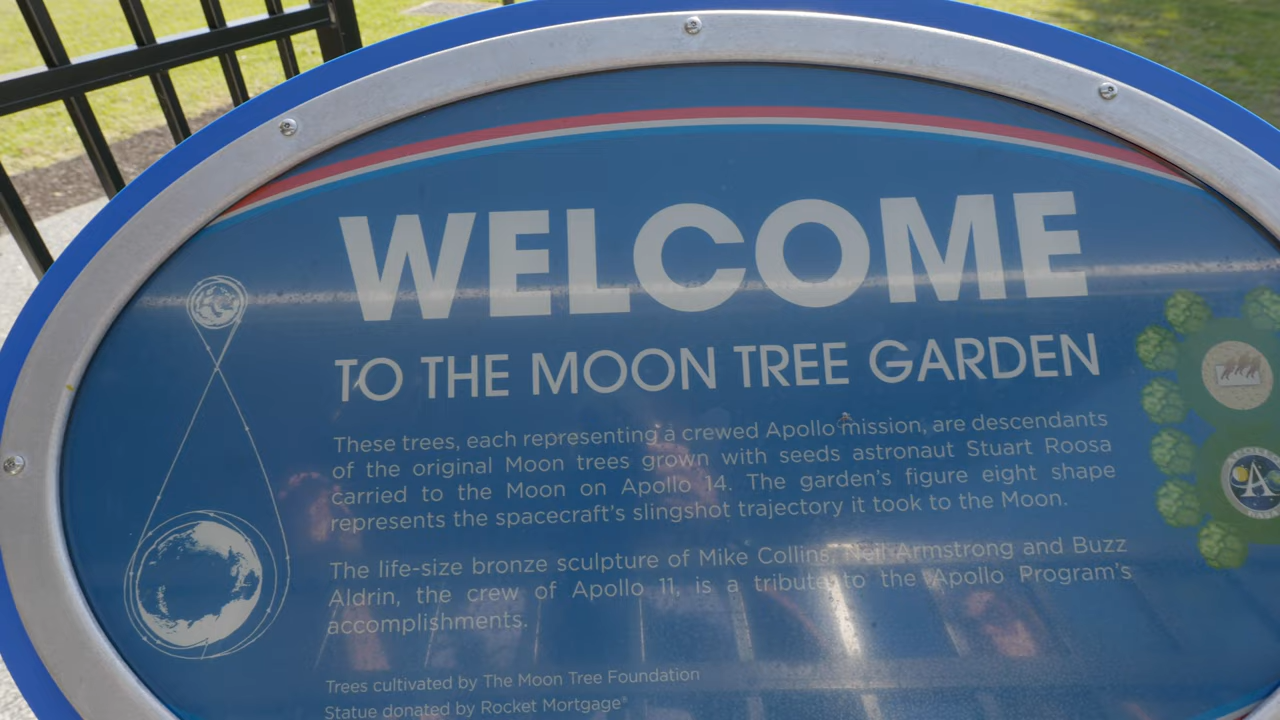 WELCOME
TO THE MOON TREE GARDEN
These trees, each representing a crewed Apollo mission, are descendants
of the original Moon trees grown with seeds astronaut Stuart Roosa
carried to the Moon on Apollo 14. The garden's figure eight shape
represents the spacecraft's slingshot trajectory it took to the Moon.
The life-size bronze sculpture of Mike Collins, Neil Armstrong and Buzz
Aldrin, the crew of Apollo 11, is a tribute to the Apollo Program's
accomplishments.
Trees cultivated by The Moon Tree Foundation
Statue donated by Rocket Mortgage®
A